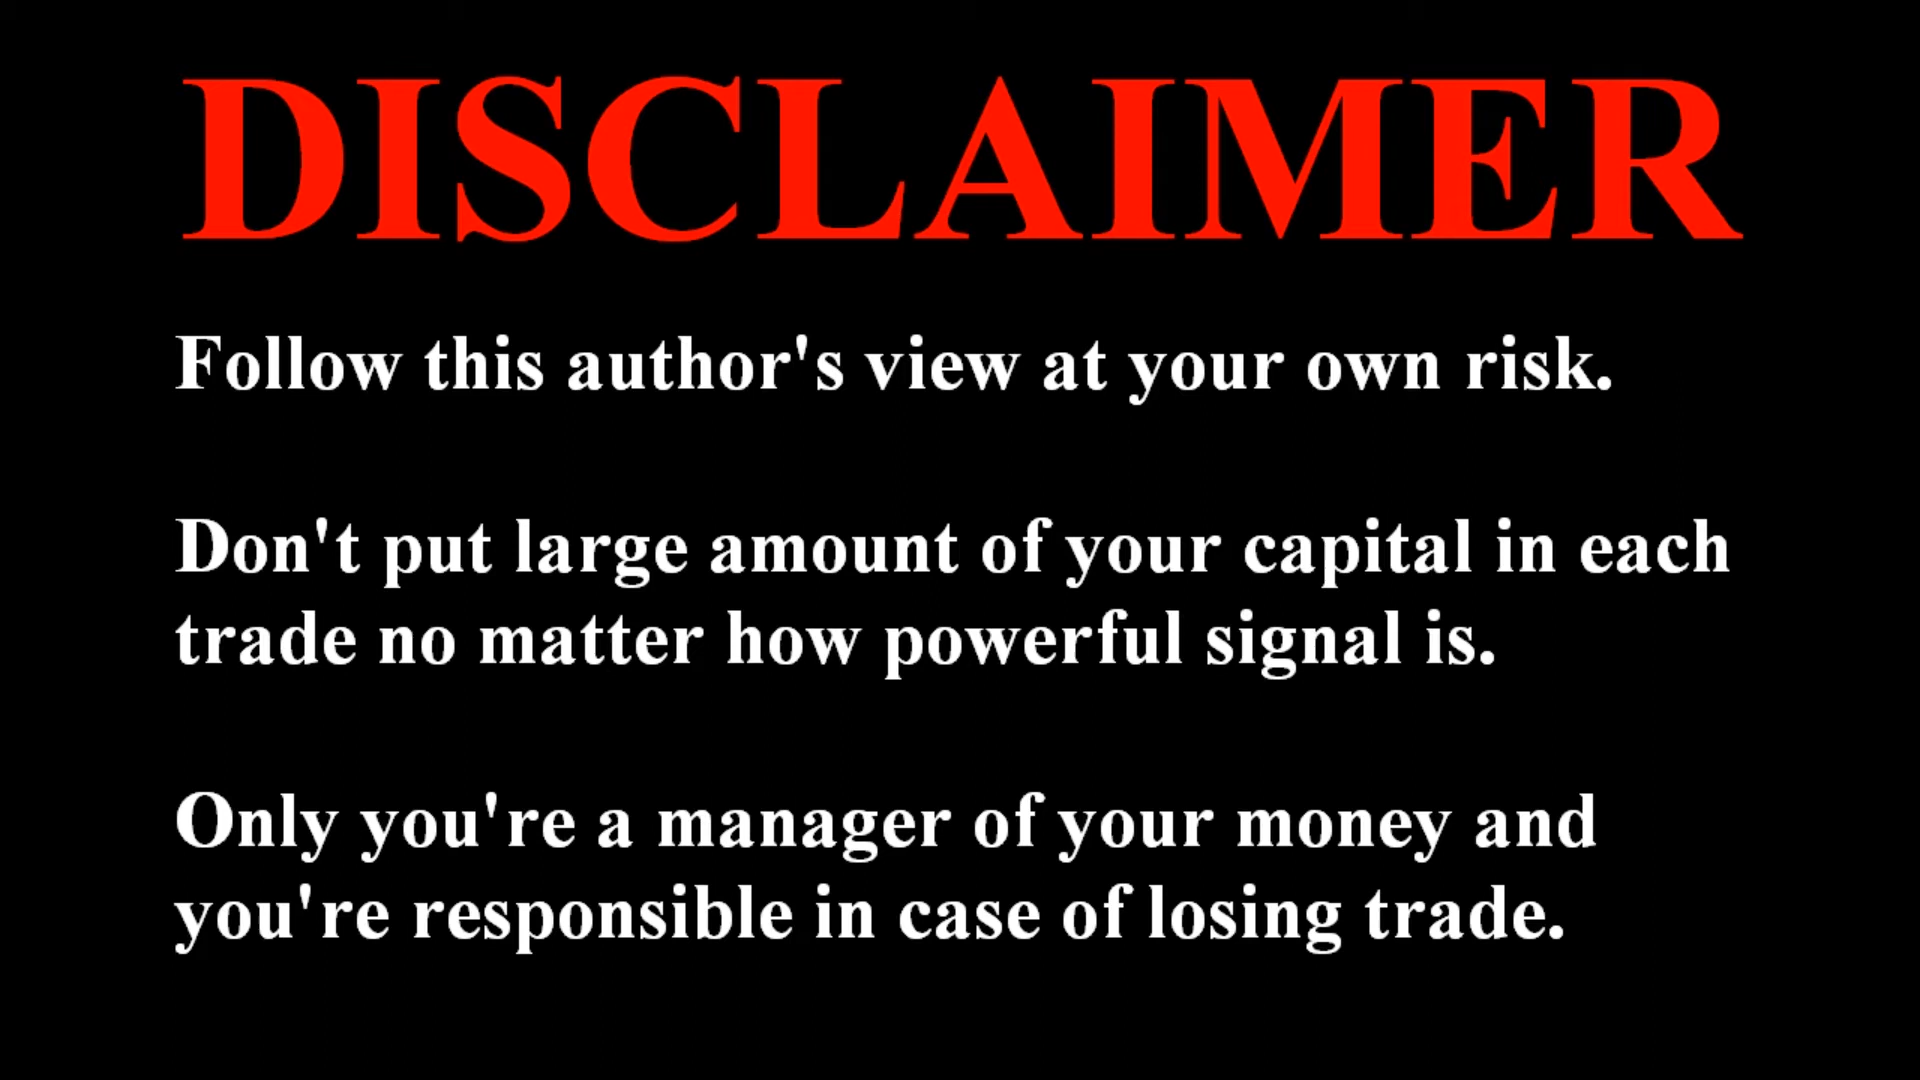 DISCLAIMER
Follow this author's view at your own risk.
Don't put large amount of your capital in each
trade no matter how powerful signal is.
Only you're a manager of your money and
you're responsible in case of losing trade.